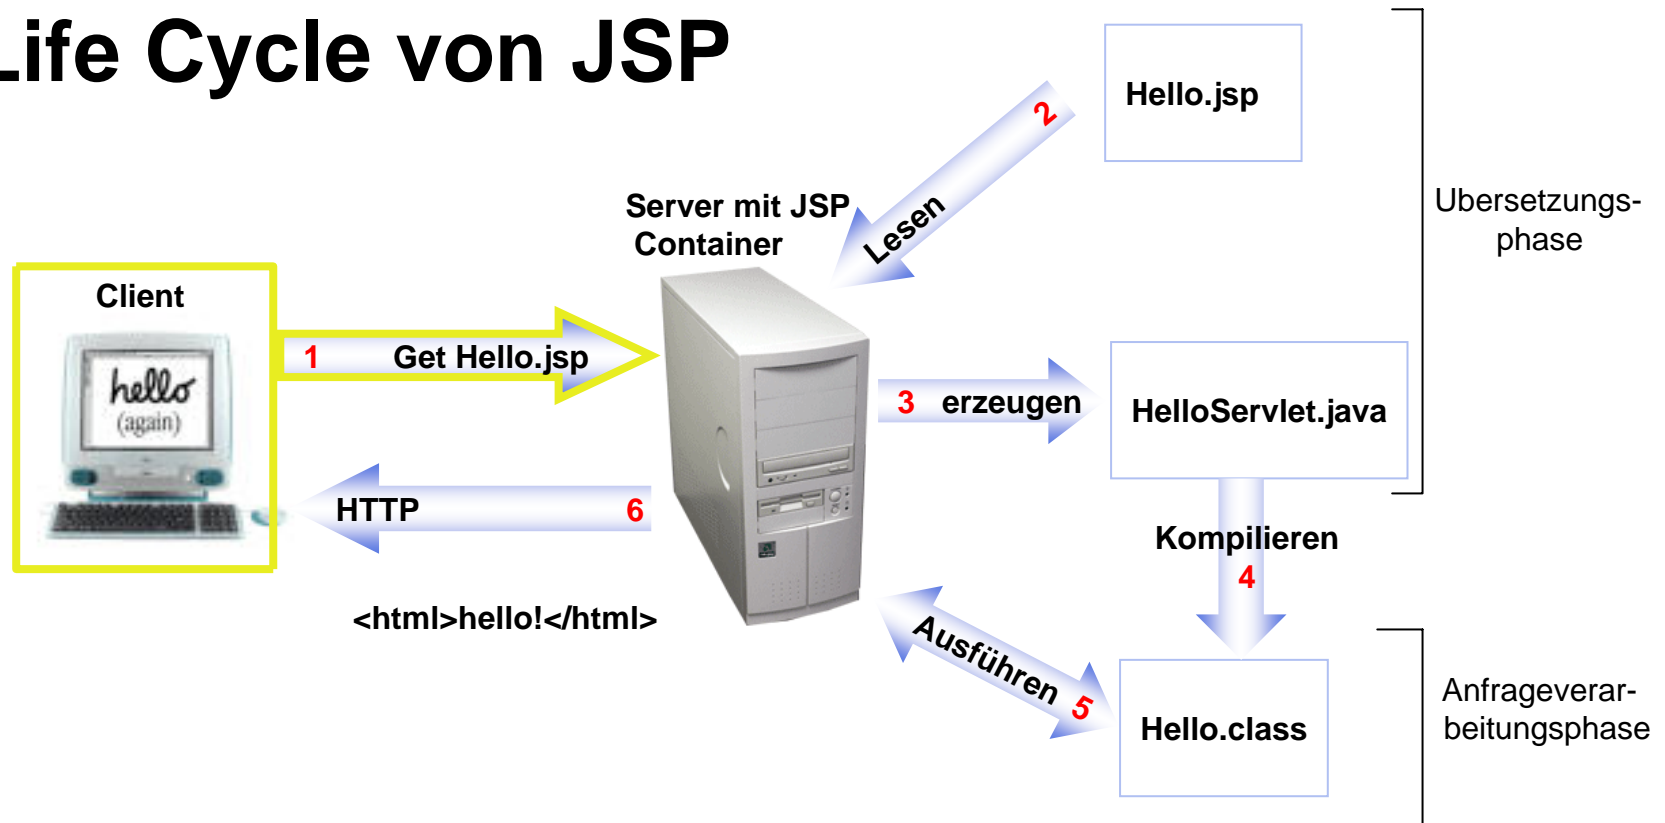 Life Cycle von JSP
Hello.jsp
2
Lesen
Ubersetzungs-
phase
Server mit JSP
Container
Client
hello
(again)
1 Get Hello.jsp
3 erzeugen
HelloServlet.java
HTTP 6
Kompilieren
4
<html>hello!</html>
Ausführen 5
Hello.class
Anfrageverar-
beitungsphase